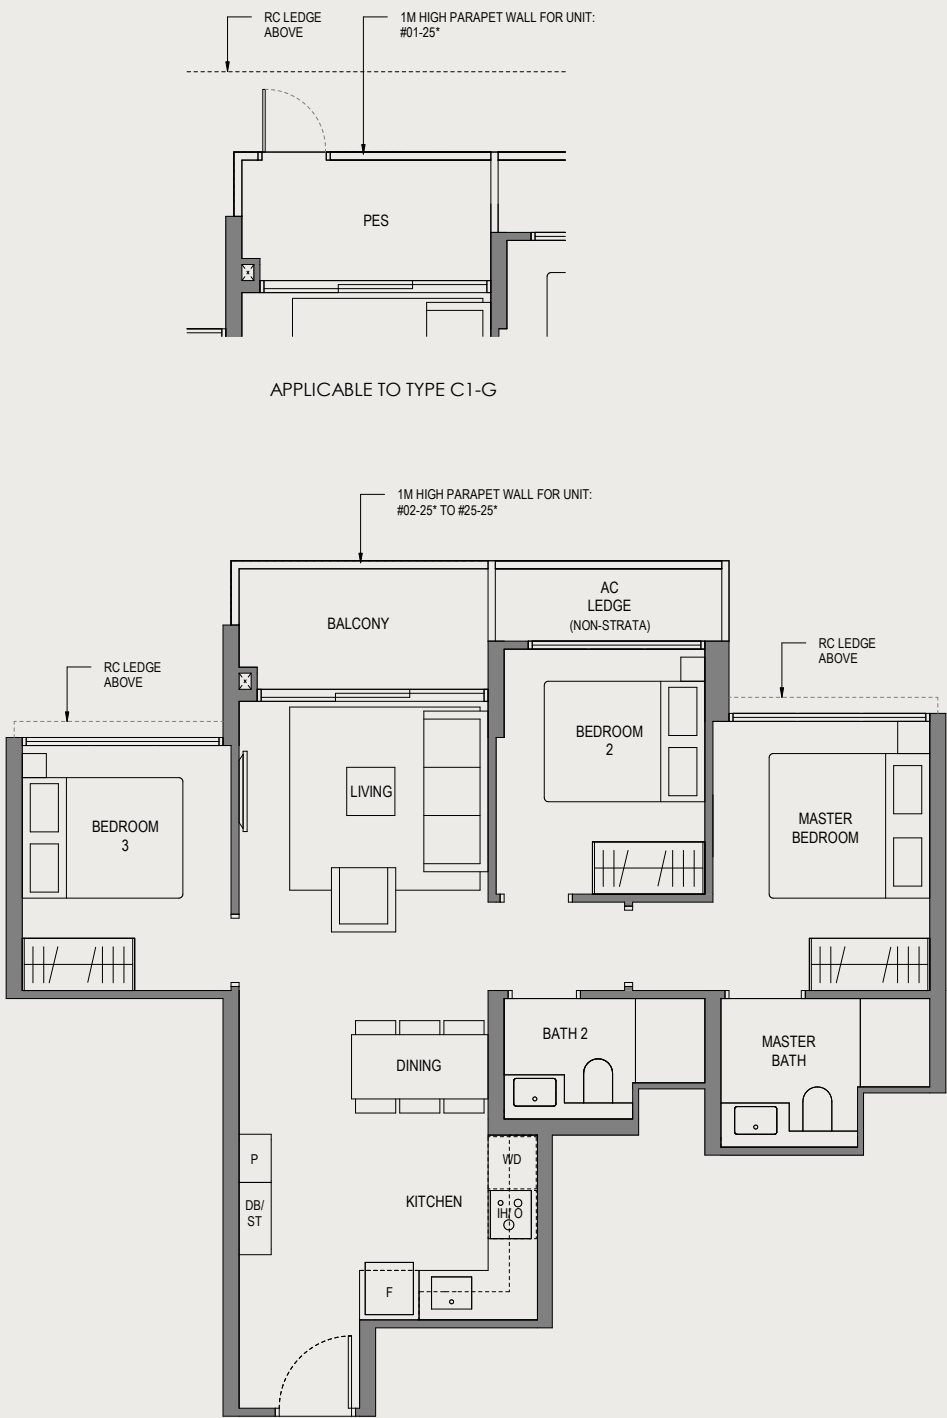 RC LEDGE
ABOVE
1M HIGH PARAPET WALL FOR UNIT:
#01-25*
PES
APPLICABLE TO TYPE C1-G
1M HIGH PARAPET WALL FOR UNIT:
#02-25* TO #25-25*
AC
LEDGE
(NON-STRATA)
BALCONY
RC LEDGE
ABOVE
RC LEDGE
ABOVE
BEDROOM
2
LIVING
BEDROOM
3
MASTER
BEDROOM
BATH 2
MASTER
BATH
DINING
P
WD
DB/
ST
KITCHEN
IH/O
F